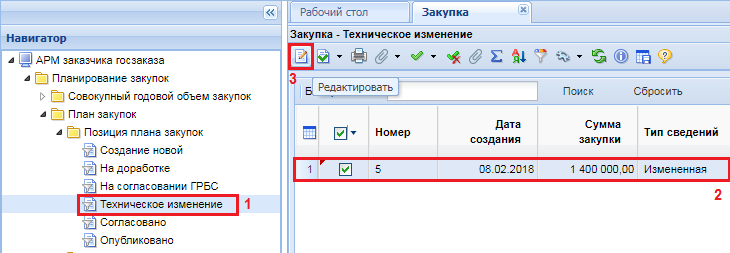 Навигатор
АРМ заказчика госзаказа
Планирование закупок
Совокупный годовой объем закупок
План закупок
Позиция плана закупок
Создание новой
На доработке
На согласовании ГРБС
Техническое изменение
1
Согласовано
Опубликовано
Рабочий стол
Закупка
Закупка - Техническое изменение
3
Редактировать
Б
Поиск
Сбросить
Номер
Дата создания
Сумма закупки
Тип сведений
1 5 08.02.2018 1 400 000,00 Измененная
2